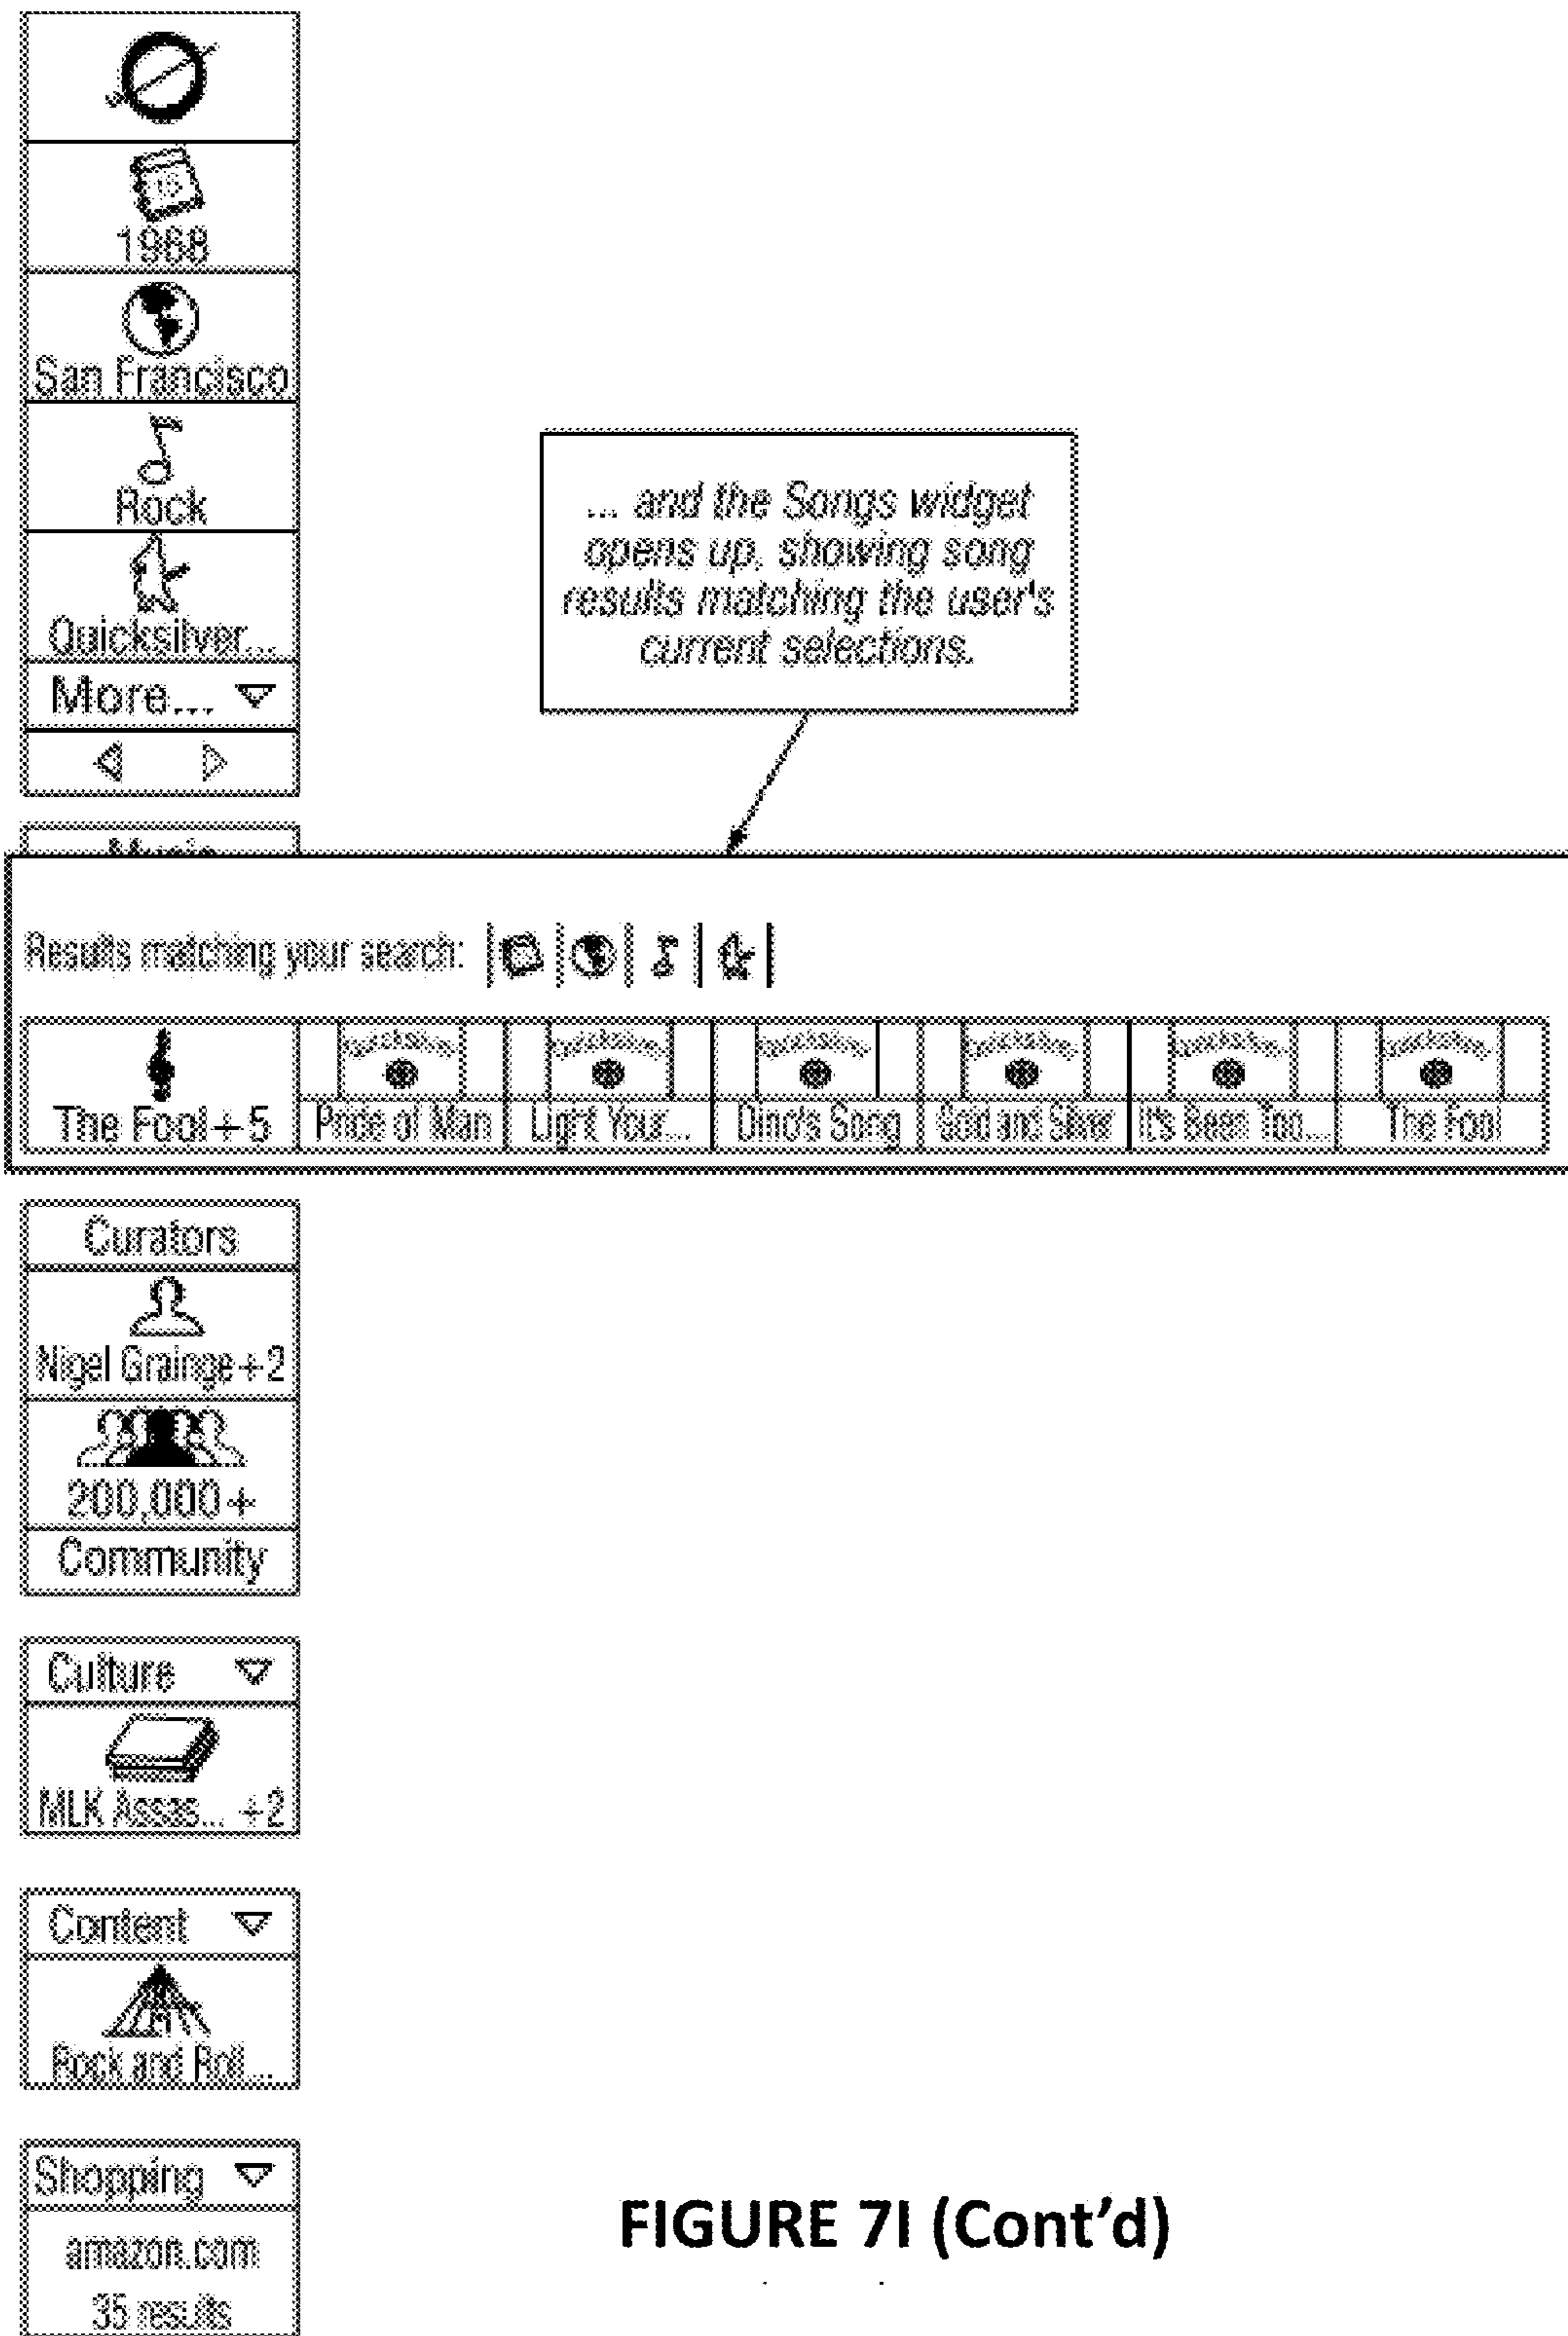 15
1968
San Francisco
Rock
Quicksilver...
More...
... and the Songs widget
opens up, showing song
results matching the user's
current selections.
Music
Results matching your search:
The Fool+5
Pride of Man
Light Your...
Dino's Song
Gold and Silver
It's Been Too...
The Fool
Curators
Nigel Grainge+2
200,000+
Community
Culture
MLK Assas... +2
Content
Rock and Roll...
Shopping
amazon.com
35 results
FIGURE 7I (Cont'd)